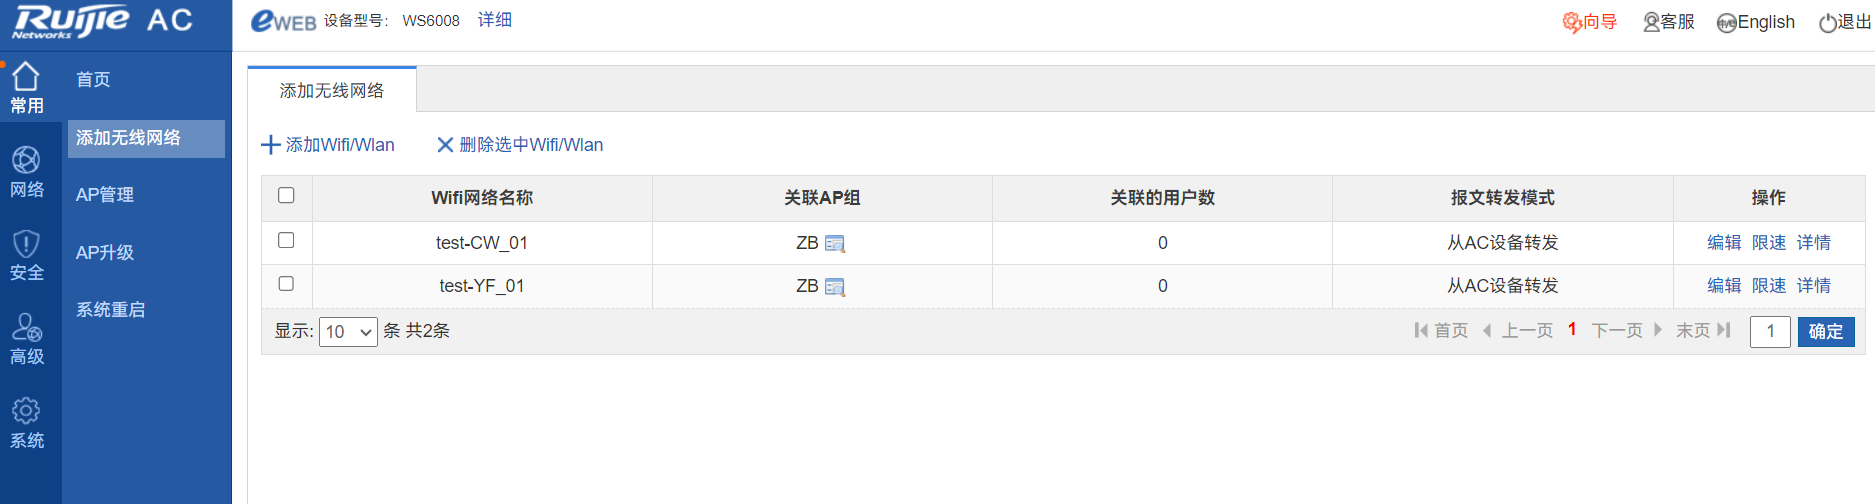 Ruijie Networks AC
eWEB 设备型号: WS6008 详细
向导 客服 English 退出
常用
网络
安全
高级
系统
首页
添加无线网络
AP管理
AP升级
系统重启
添加无线网络
添加Wifi/Wlan 删除选中Wifi/Wlan
Wifi网络名称 关联AP组 关联的用户数 报文转发模式 操作
test-CW_01 ZB 0 从AC设备转发 编辑 限速 详情
test-YF_01 ZB 0 从AC设备转发 编辑 限速 详情
显示: 10 条 共2条 首页 上一页 1 下一页 末页 1 确定